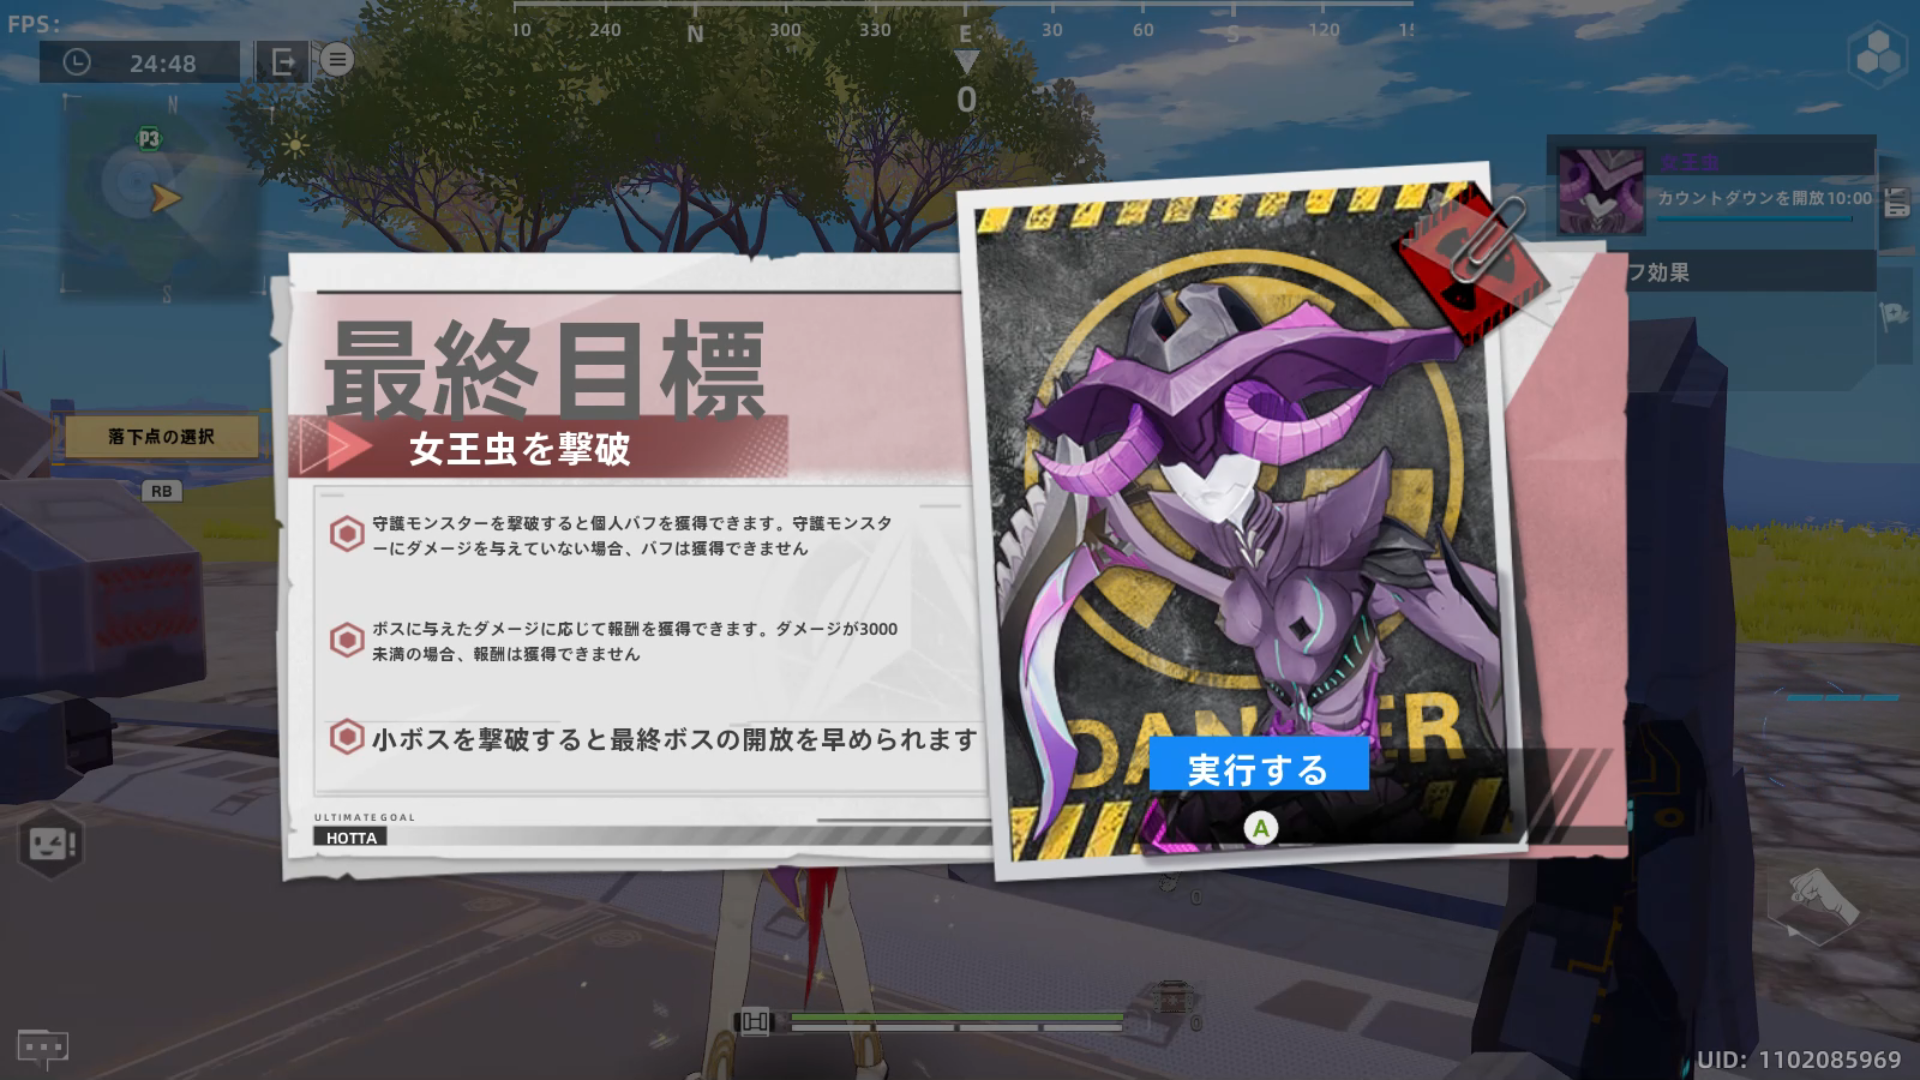 FPS:
24:48
240
N
300
330
E
30
60
S
120
0
N
P3
S
女王虫
カウントダウンを開放10:00
フ効果
最終目標
女王虫を撃破
落下点の選択
RB
守護モンスターを撃破すると個人バフを獲得できます。守護モンスタ
ーにダメージを与えていない場合、バフは獲得できません
ボスに与えたダメージに応じて報酬を獲得できます。ダメージが3000
未満の場合、報酬は獲得できません
小ボスを撃破すると最終ボスの開放を早められます
DANGER
実行する
A
ULTIMATE GOAL
HOTTA
0
0
UID: 1102085969